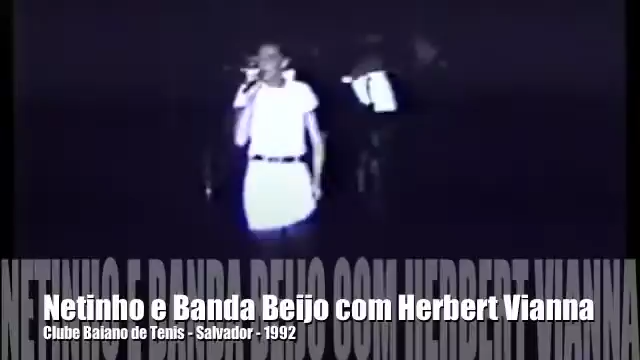 NETINHO E BANDA BEIJO COM HERBERT VIANNA
Netinho e Banda Beijo com Herbert Vianna
Clube Baiano de Tenis - Salvador - 1992